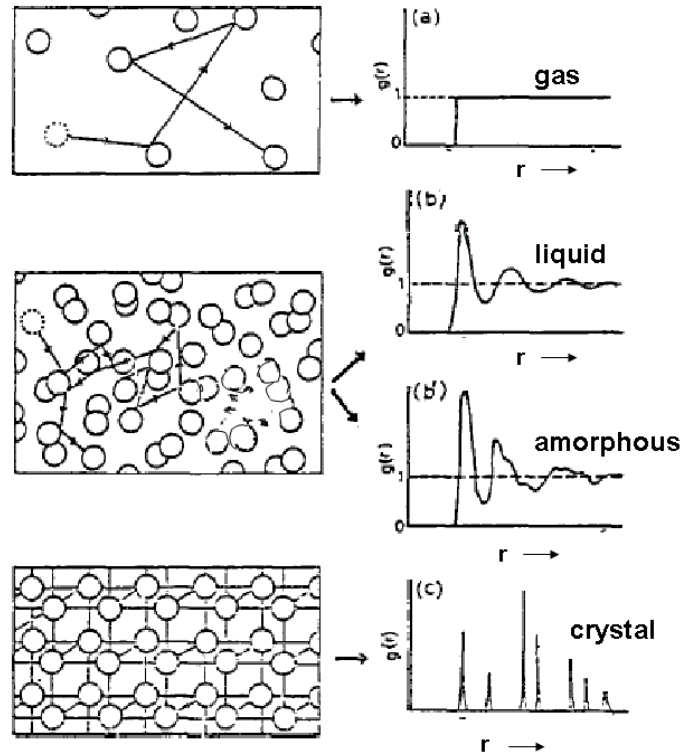 (a)
gas
g(r)
1
0
r
(b)
liquid
g(r)
1
0
r
(b'
amorphous
g(r)
1
0
r
(c)
crystal
g(r)
r